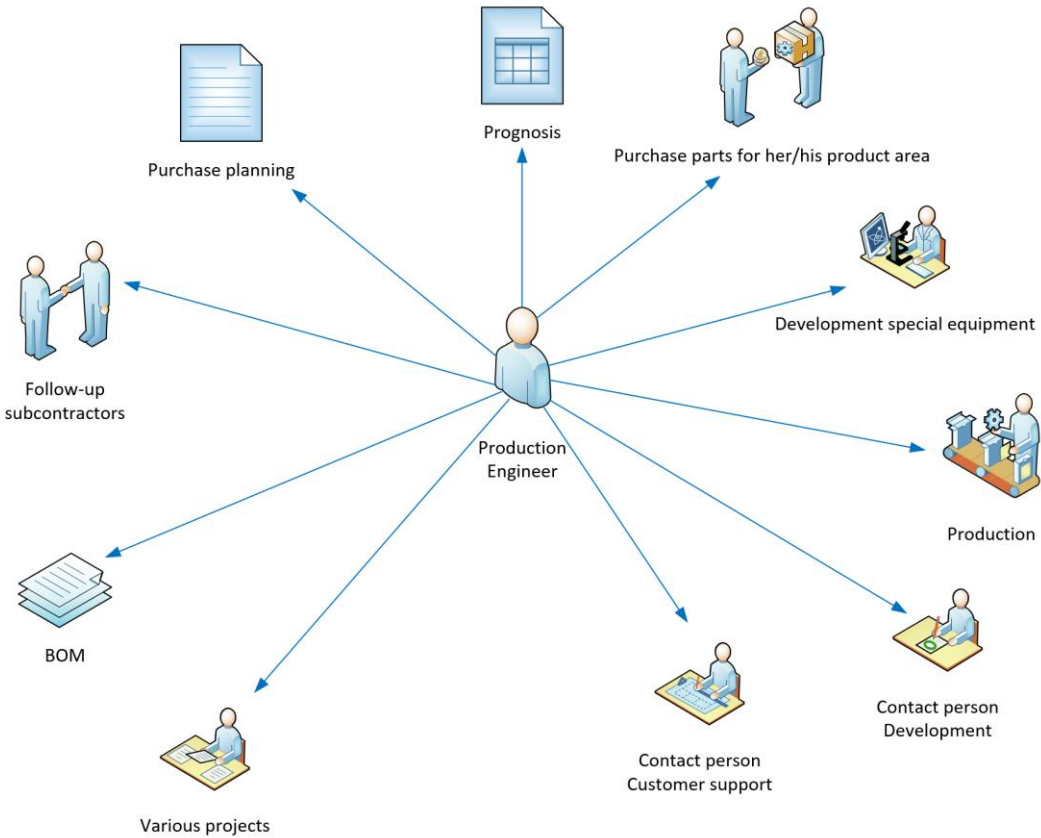 Prognosis
Purchase planning
Purchase parts for her/his product area
Development special equipment
Follow-up
subcontractors
Production
Engineer
Production
BOM
Contact person
Development
Contact person
Customer support
Various projects